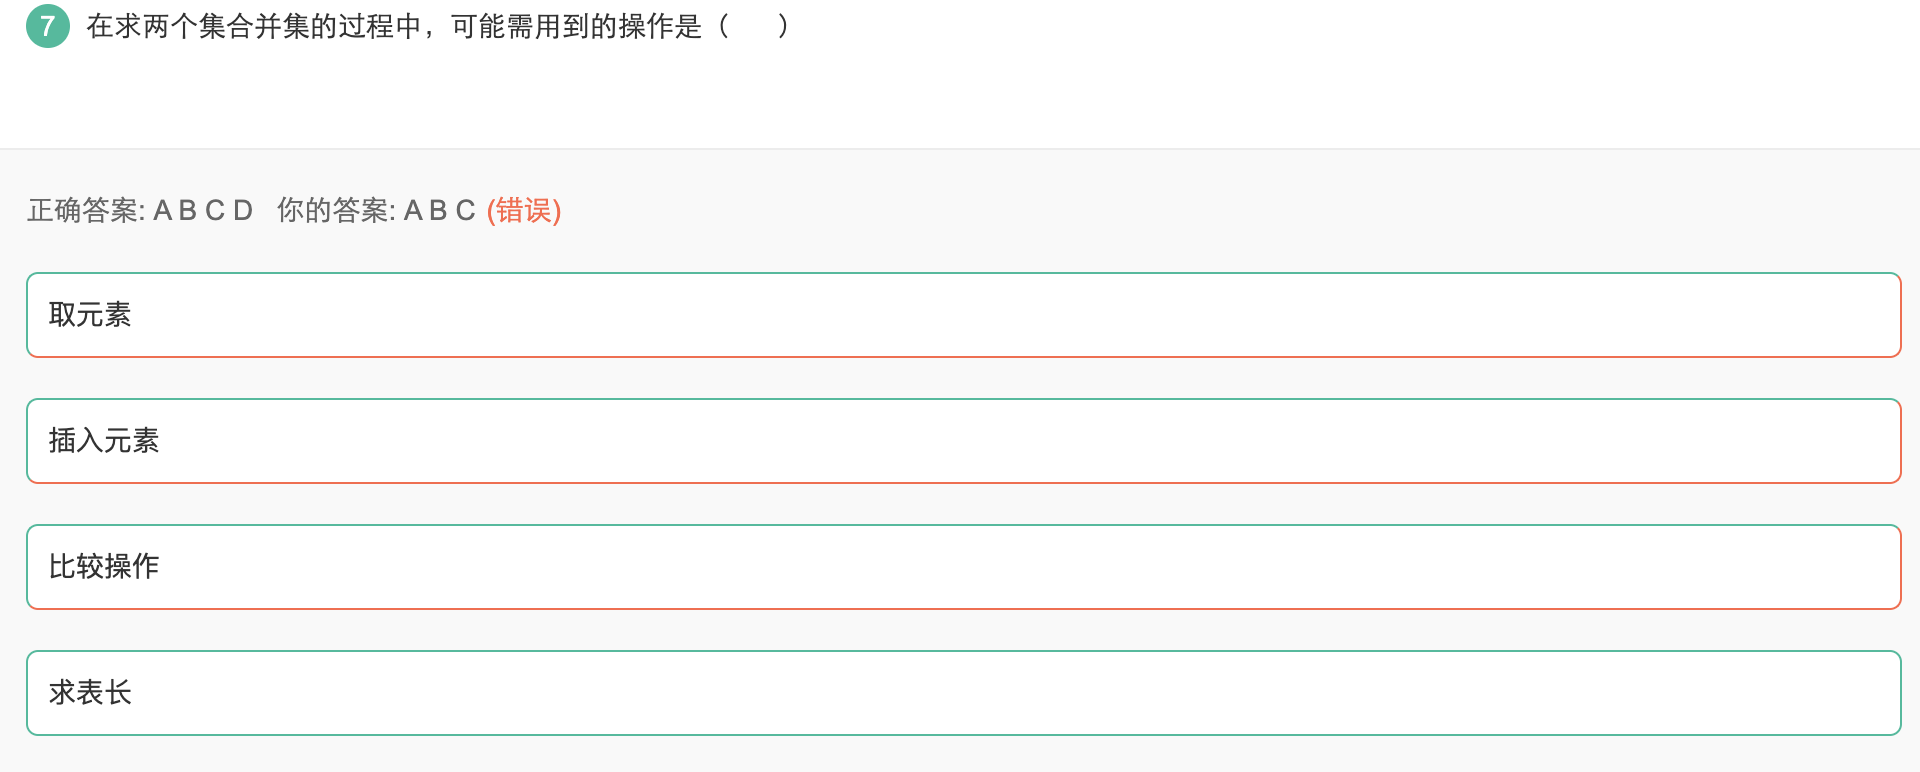 7 在求两个集合并集的过程中，可能需用到的操作是（　　）
正确答案: A B C D 你的答案: A B C (错误)
取元素
插入元素
比较操作
求表长